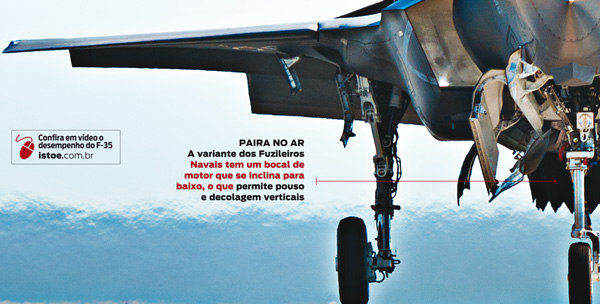 Confira em vídeo o
desempenho do F-35
istoe.com.br
PAIRA NO AR
A variante dos Fuzileiros
Navais tem um bocal de
motor que se inclina para
baixo, o que permite pouso
e decolagem verticais